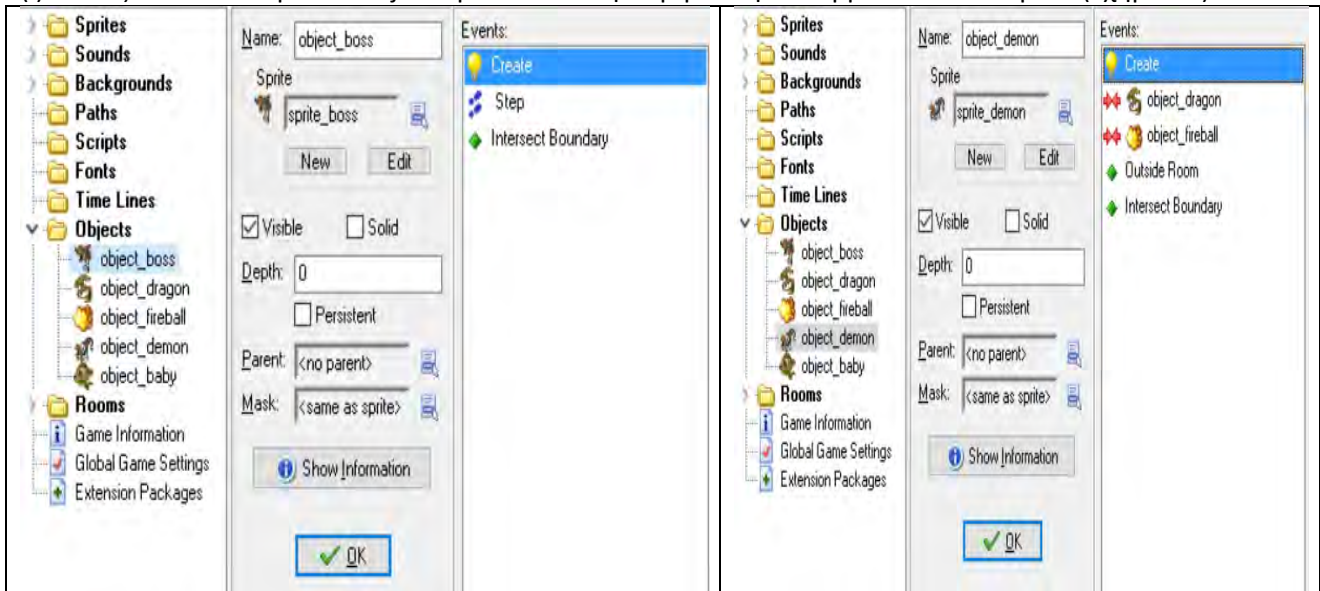 Sprites
Sounds
Backgrounds
Paths
Scripts
Fonts
Time Lines
Objects
object_boss
object_dragon
object_fireball
object_demon
object_baby
Rooms
Game Information
Global Game Settings
Extension Packages
Name: object_boss
Sprite
sprite_boss
New Edit
Visible Solid
Depth: 0
Persistent
Parent: <no parent>
Mask: <same as sprite>
Show Information
OK
Events:
Create
Step
Intersect Boundary
Sprites
Sounds
Backgrounds
Paths
Scripts
Fonts
Time Lines
Objects
object_boss
object_dragon
object_fireball
object_demon
object_baby
Rooms
Game Information
Global Game Settings
Extension Packages
Name: object_demon
Sprite
sprite_demon
New Edit
Visible Solid
Depth: 0
Persistent
Parent: <no parent>
Mask: <same as sprite>
Show Information
OK
Events:
Create
object_dragon
object_fireball
Outside Room
Intersect Boundary